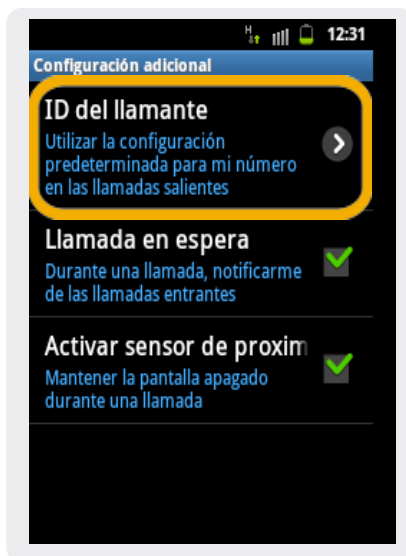 H 12:31
Configuración adicional
ID del llamante
Utilizar la configuración
predeterminada para mi número
en las llamadas salientes
Llamada en espera
Durante una llamada, notificarme
de las llamadas entrantes
Activar sensor de proxim
Mantener la pantalla apagado
durante una llamada